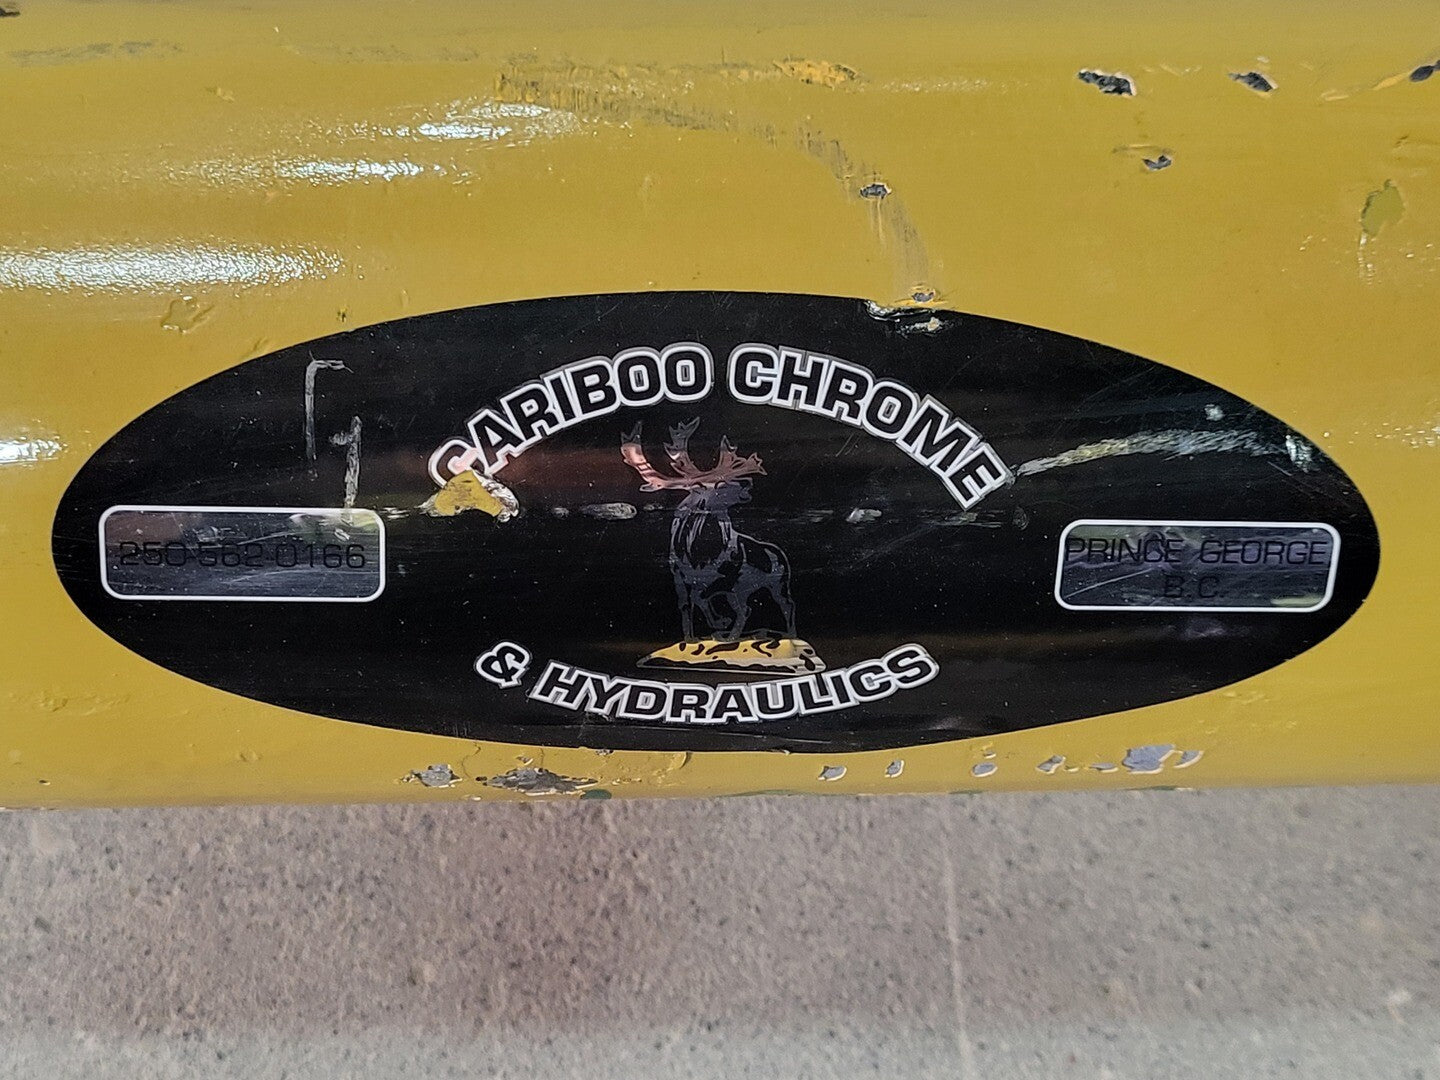 CARIBOO CHROME
250-562-0166
PRINCE GEORGE
B.C.
& HYDRAULICS